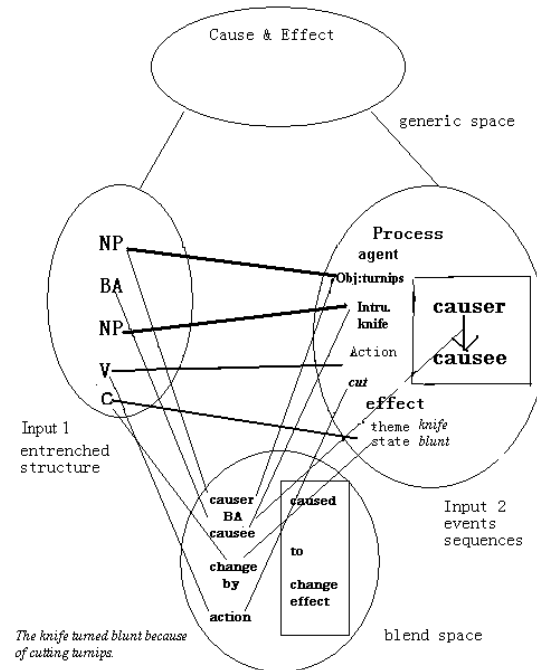 Cause & Effect
generic space
NP
BA
NP
V
C
Input 1
entrenched
structure
Process
agent
Obj:turnips
Intru.
knife
Action
cut
effect
theme knife
state blunt
causer
causee
Input 2
events
sequences
causer
BA
causee
change
by
action
caused
to
change
effect
blend space
The knife turned blunt because
of cutting turnips.